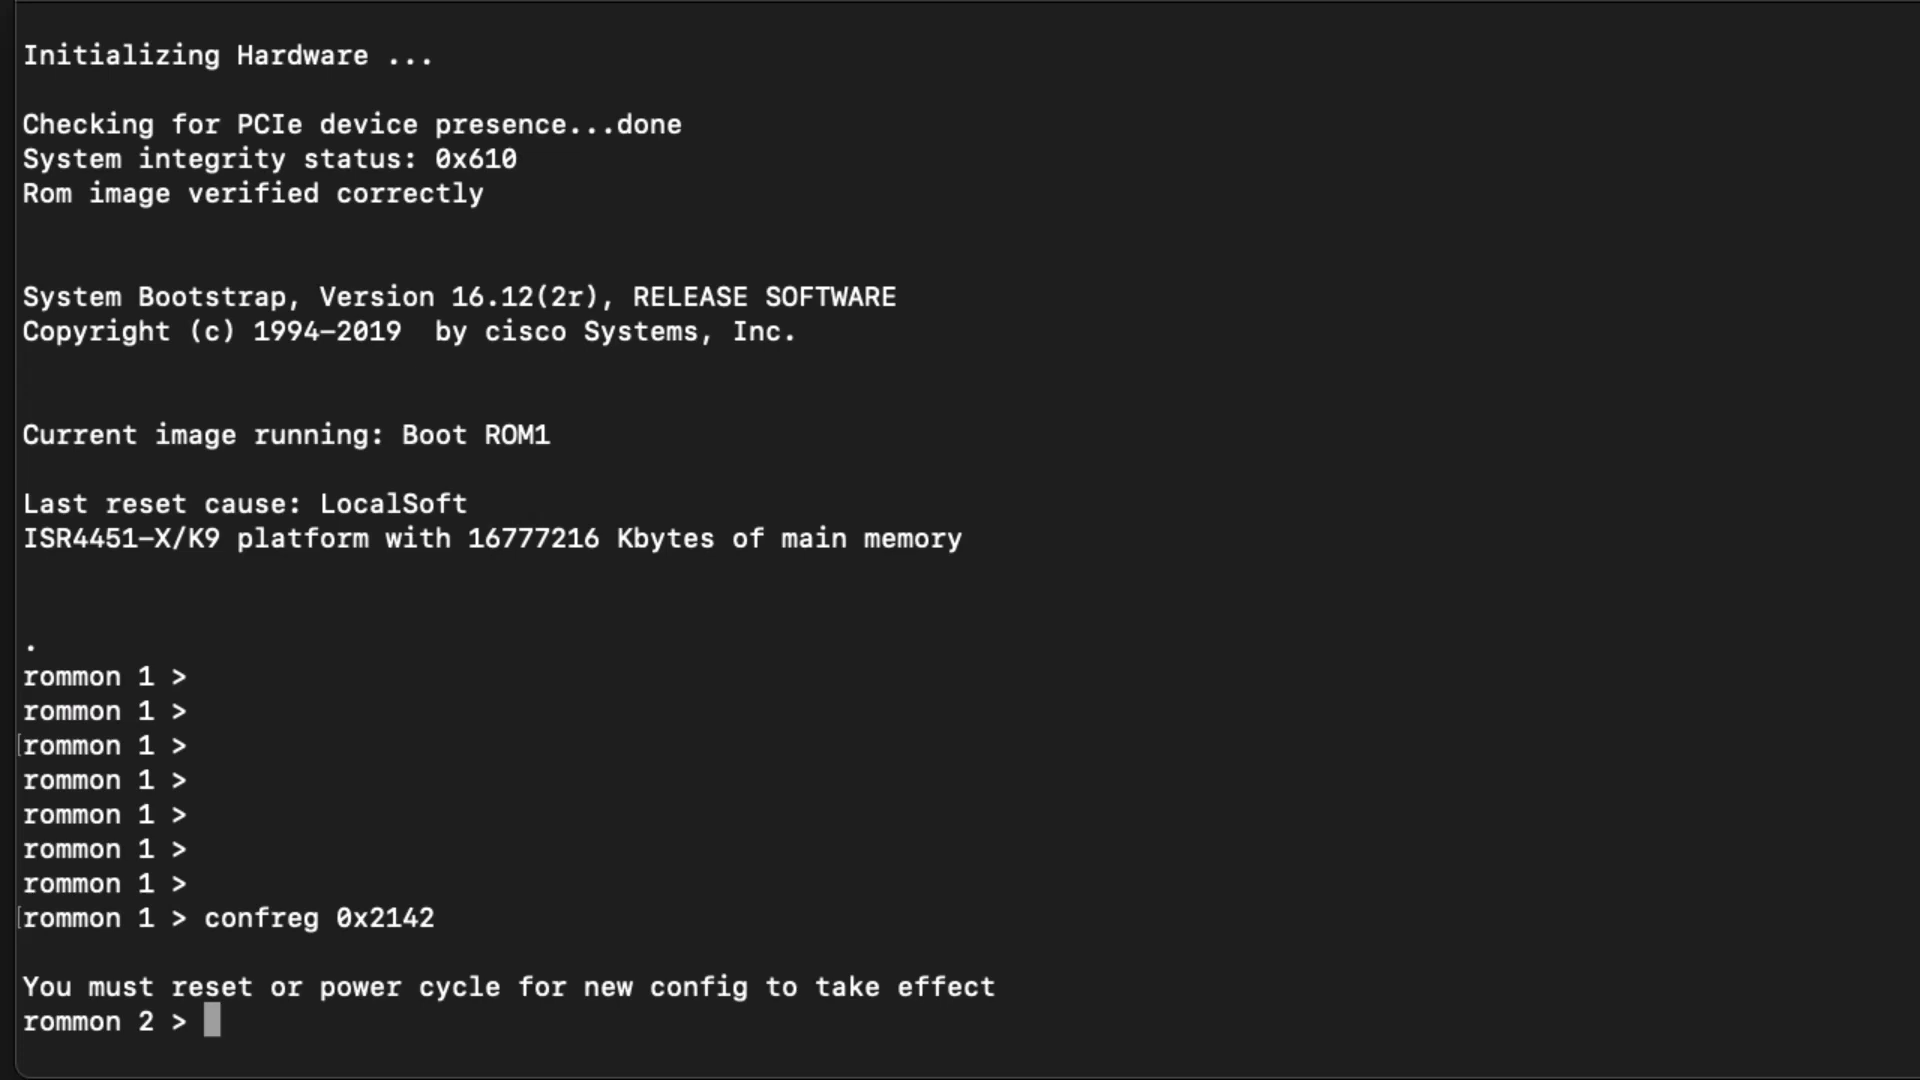 Initializing Hardware ...
Checking for PCIe device presence...done
System integrity status: 0x610
Rom image verified correctly
System Bootstrap, Version 16.12(2r), RELEASE SOFTWARE
Copyright (c) 1994-2019  by cisco Systems, Inc.
Current image running: Boot ROM1
Last reset cause: LocalSoft
ISR4451-X/K9 platform with 16777216 Kbytes of main memory
.
rommon 1 >
rommon 1 >
[rommon 1 >
rommon 1 >
rommon 1 >
rommon 1 >
rommon 1 >
[rommon 1 > confreg 0x2142
You must reset or power cycle for new config to take effect
rommon 2 >